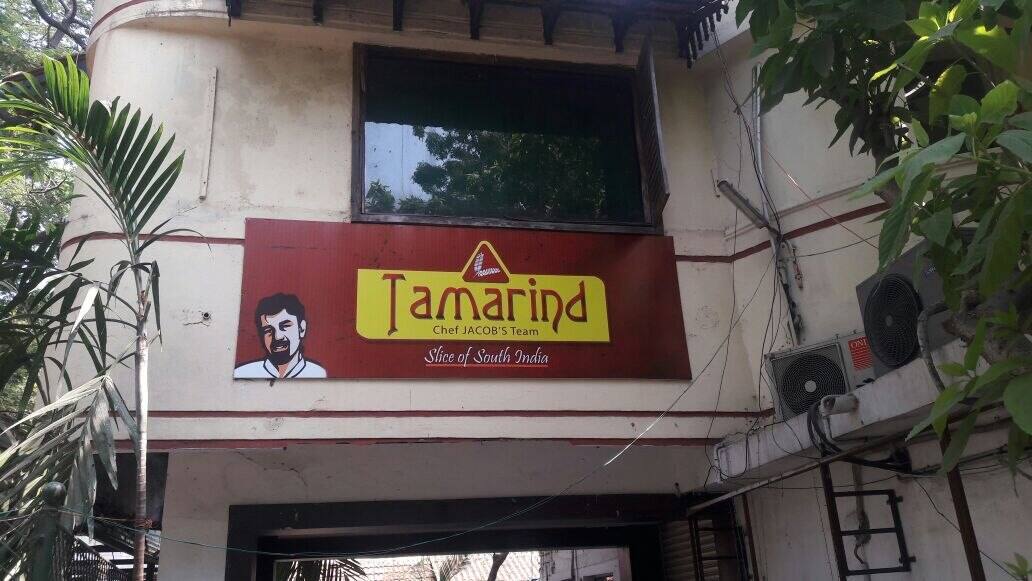 Tamarind
Chef JACOB'S Team
Slice of South India